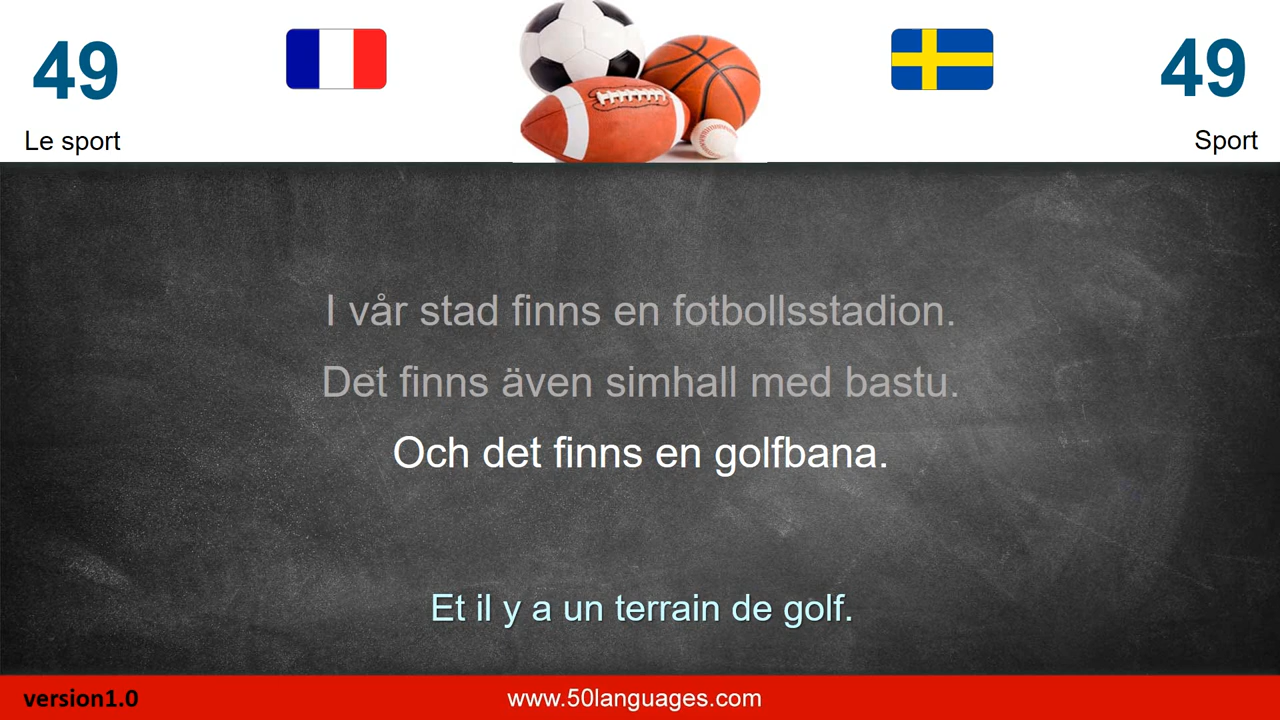 49
49
Le sport
Sport
I vår stad finns en fotbollsstadion.
Det finns även simhall med bastu.
Och det finns en golfbana.
Et il y a un terrain de golf.
version1.0
www.50languages.com